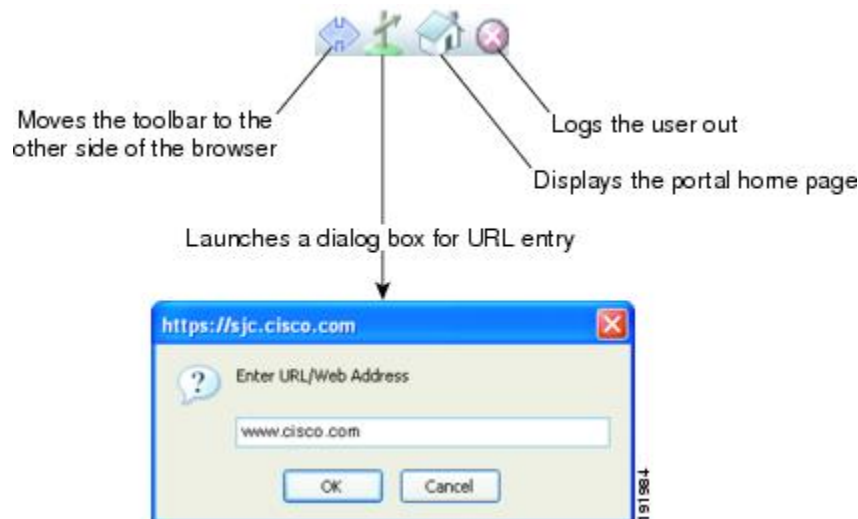 Moves the toolbar to the
other side of the browser
Logs the user out
Displays the portal home page
Launches a dialog box for URL entry
https://sjc.cisco.com
Enter URL/Web Address
www.cisco.com
OK
Cancel
191984